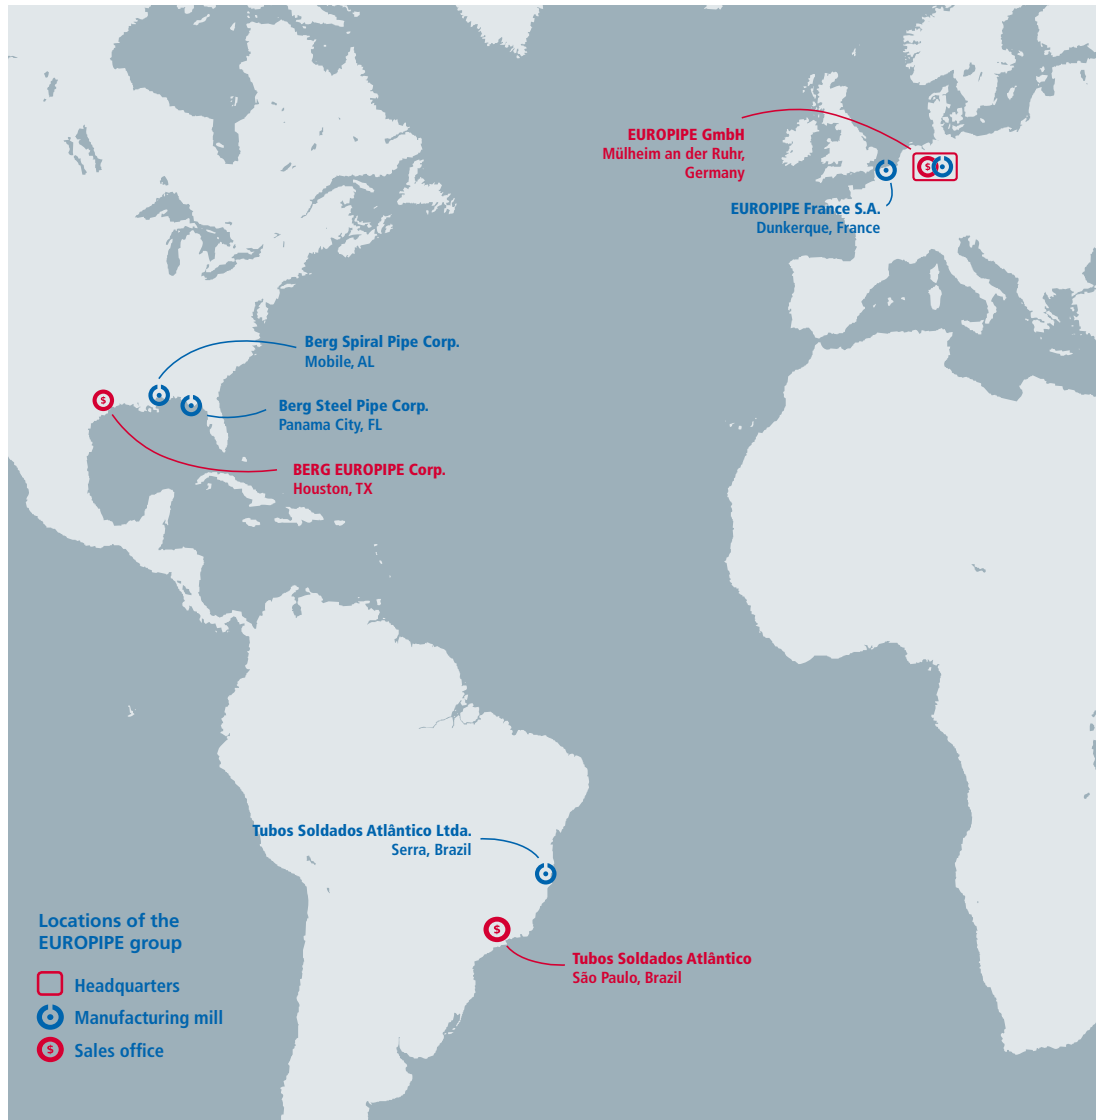 EUROPIPE GmbH
Mülheim an der Ruhr,
Germany
EUROPIPE France S.A.
Dunkerque, France
Berg Spiral Pipe Corp.
Mobile, AL
Berg Steel Pipe Corp.
Panama City, FL
BERG EUROPIPE Corp.
Houston, TX
Tubos Soldados Atlântico Ltda.
Serra, Brazil
Tubos Soldados Atlântico
São Paulo, Brazil
Locations of the
EUROPIPE group
Headquarters
Manufacturing mill
$ Sales office